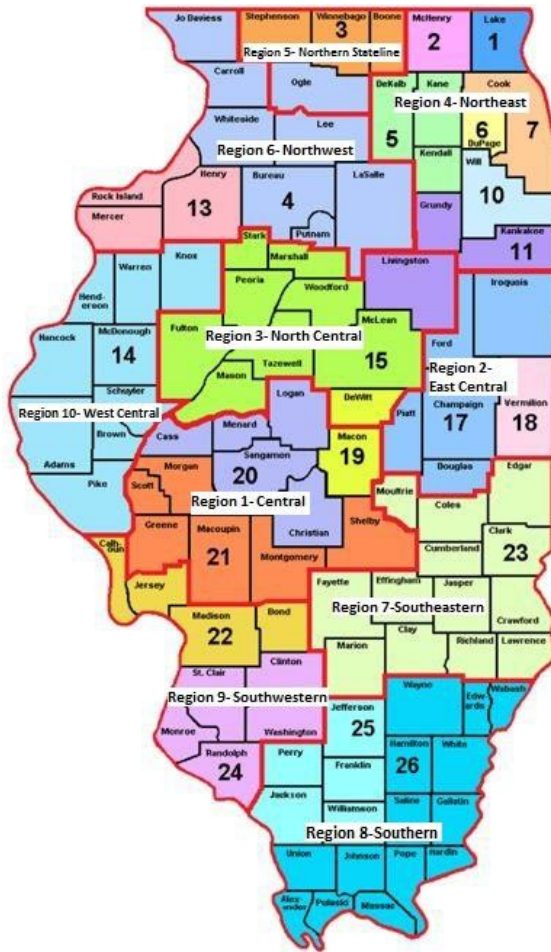 Jo Daviess
Stephenson
Winnebago
Boone
McHenry
Lake
3
2
1
Region 5- Northern Stateline
Carroll
Ogle
DeKalb
Kane
Cook
Region 4- Northeast
Whiteside
Lee
5
6
7
DuPage
Region 6- Northwest
Kendall
Will
Rock Island
Henry
Bureau
LaSalle
4
10
Mercer
13
Putnam
Grundy
Kankakee
11
Stark
Marshall
Knox
Warren
Hend-
erson
Peoria
Woodford
Livingston
Iroquois
Hancock
McDonough
Fulton
McLean
Ford
Region 3- North Central
14
15
Region 2-
East Central
Tazewell
Mason
Schuyler
Logan
DeWitt
Piatt
Champaign
Vermilion
Region 10- West Central
17
18
Brown
Cass
Menard
Macon
Adams
Sangamon
19
Douglas
Edgar
Pike
Morgan
20
Scott
Moultrie
Coles
Region 1- Central
Greene
Macoupin
Christian
Shelby
Clark
Cumberland
23
Cal-
houn
21
Montgomery
Jersey
Fayette
Effingham
Jasper
Crawford
Region 7-Southeastern
Madison
Bond
22
Clay
Marion
Richland
Lawrence
Clinton
St. Clair
Region 9- Southwestern
Wayne
Edw-
ards
Wabash
Jefferson
25
Monroe
Washington
Randolph
Perry
Hamilton
White
24
Franklin
26
Jackson
Williamson
Saline
Gallatin
Region 8-Southern
Union
Johnson
Pope
Hardin
Alex-
ander
Pulaski
Massac